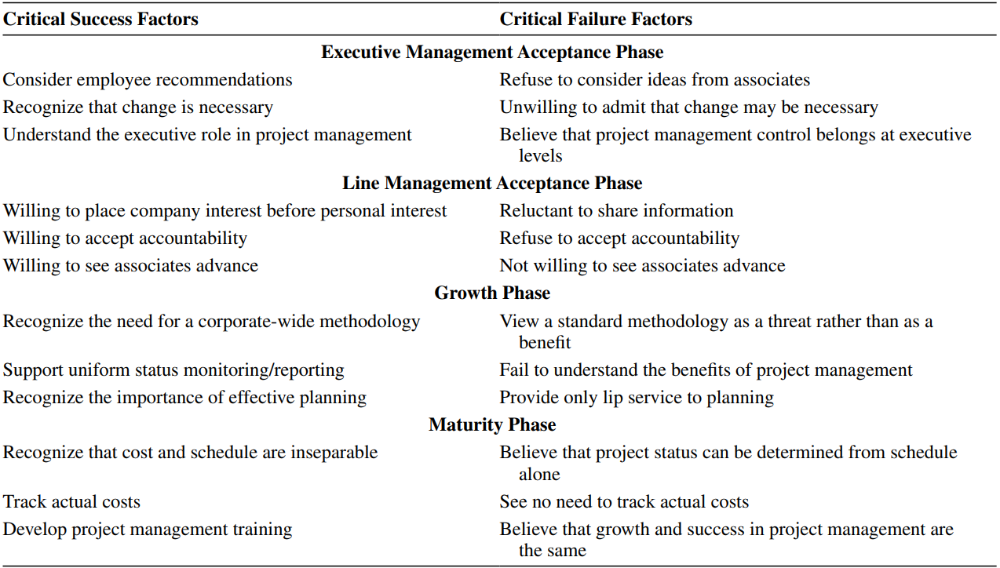 Critical Success Factors Critical Failure Factors
Executive Management Acceptance Phase
Consider employee recommendations Refuse to consider ideas from associates
Recognize that change is necessary Unwilling to admit that change may be necessary
Understand the executive role in project management Believe that project management control belongs at executive
levels
Line Management Acceptance Phase
Willing to place company interest before personal interest Reluctant to share information
Willing to accept accountability Refuse to accept accountability
Willing to see associates advance Not willing to see associates advance
Growth Phase
Recognize the need for a corporate-wide methodology View a standard methodology as a threat rather than as a
benefit
Support uniform status monitoring/reporting Fail to understand the benefits of project management
Recognize the importance of effective planning Provide only lip service to planning
Maturity Phase
Recognize that cost and schedule are inseparable Believe that project status can be determined from schedule
alone
Track actual costs See no need to track actual costs
Develop project management training Believe that growth and success in project management are
the same